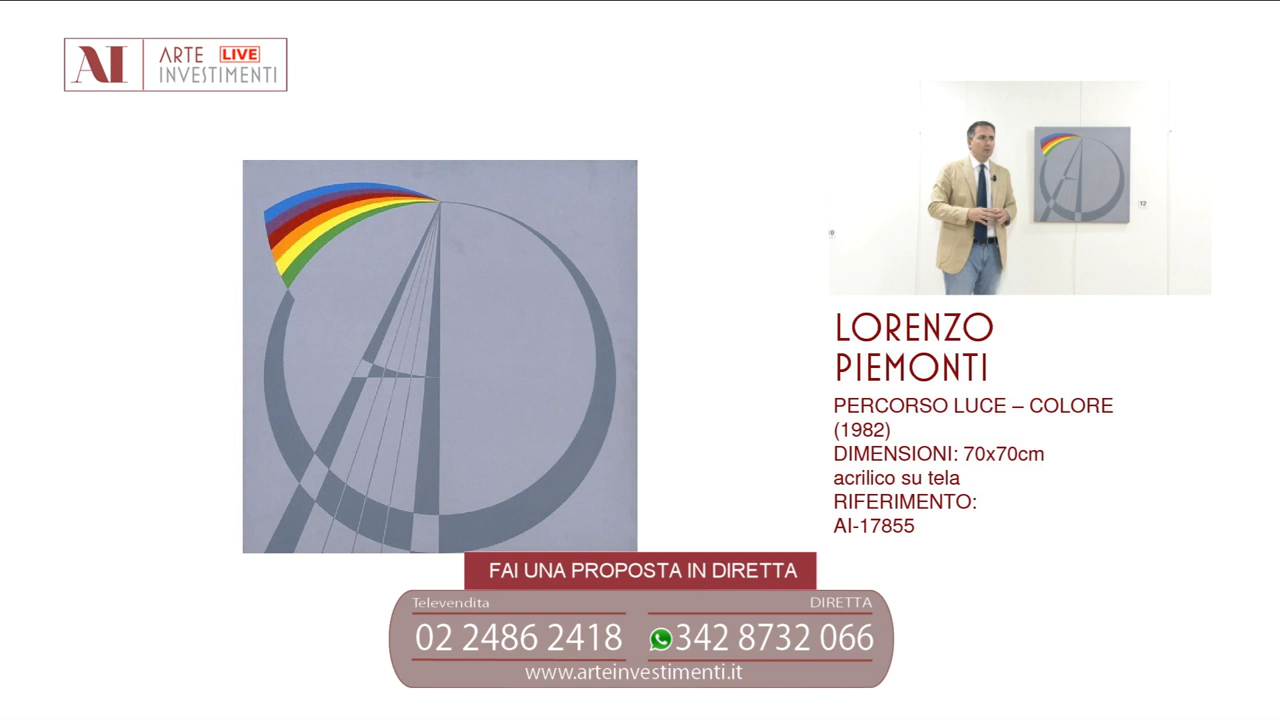 AI ARTE LIVE
INVESTIMENTI
12
LORENZO
PIEMONTI
PERCORSO LUCE – COLORE
(1982)
DIMENSIONI: 70x70cm
acrilico su tela
RIFERIMENTO:
AI-17855
FAI UNA PROPOSTA IN DIRETTA
Televendita DIRETTA
02 2486 2418 342 8732 066
www.arteinvestimenti.it